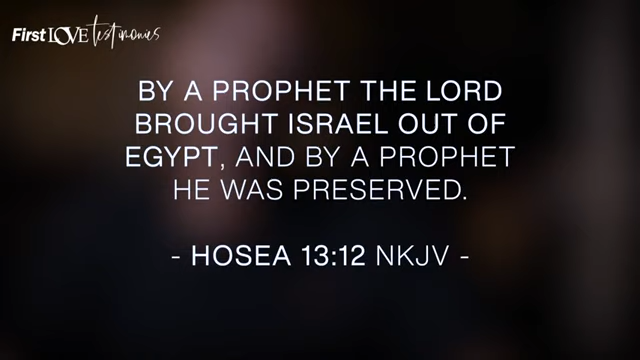 First LOVE testimonies
BY A PROPHET THE LORD
BROUGHT ISRAEL OUT OF
EGYPT, AND BY A PROPHET
HE WAS PRESERVED.
- HOSEA 13:12 NKJV -